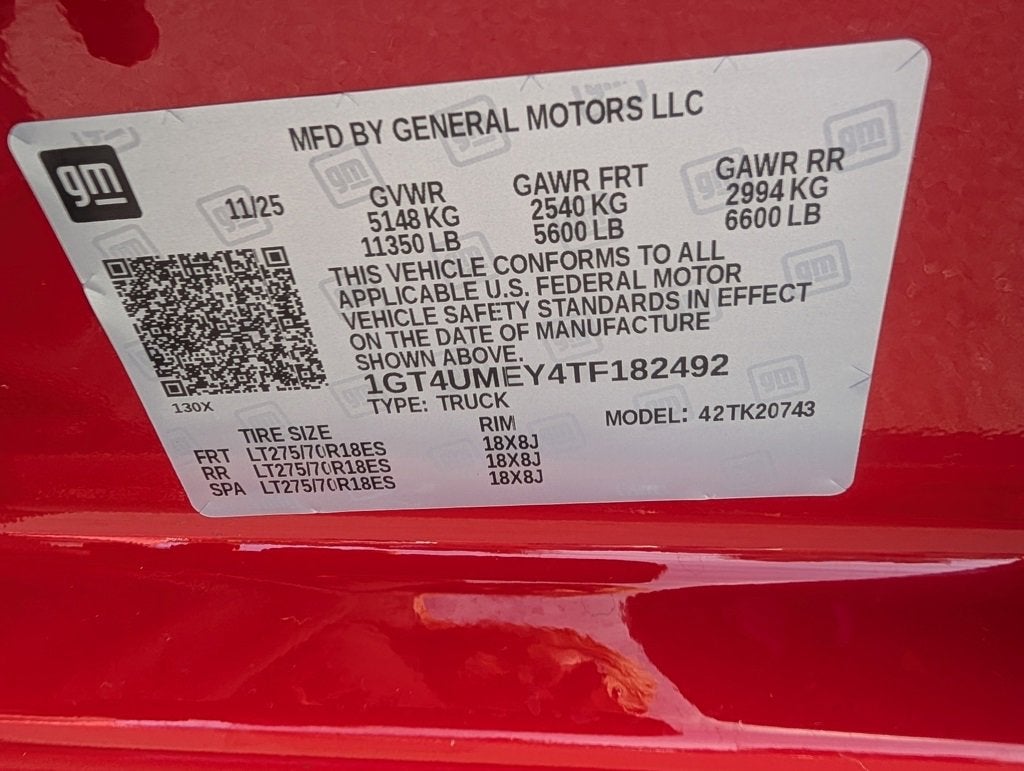 MFD BY GENERAL MOTORS LLC
gm
11/25
GVWR GAWR FRT GAWR RR
5148 KG 2540 KG 2994 KG
11350 LB 5600 LB 6600 LB
THIS VEHICLE CONFORMS TO ALL
APPLICABLE U.S. FEDERAL MOTOR
VEHICLE SAFETY STANDARDS IN EFFECT
ON THE DATE OF MANUFACTURE
SHOWN ABOVE.
1GT4UMEY4TF182492
130X
TYPE: TRUCK MODEL: 42TK20743
TIRE SIZE RIM
FRT LT275/70R18ES 18X8J
RR LT275/70R18ES 18X8J
SPA LT275/70R18ES 18X8J